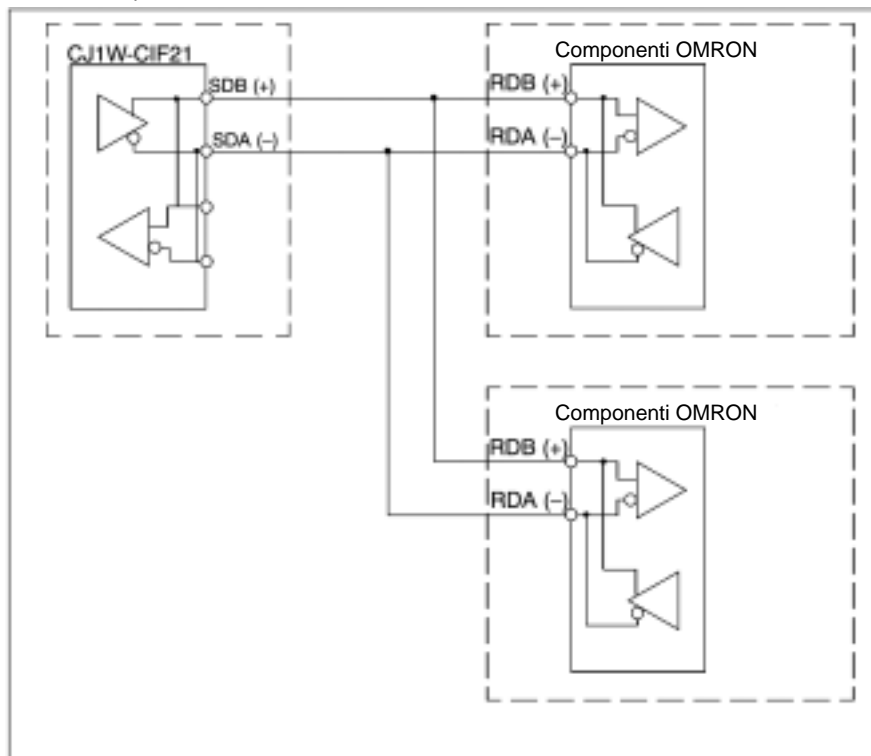 CJ1W-CIF21
SDB (+)
SDA (–)
Componenti OMRON
RDB (+)
RDA (–)
Componenti OMRON
RDB (+)
RDA (–)